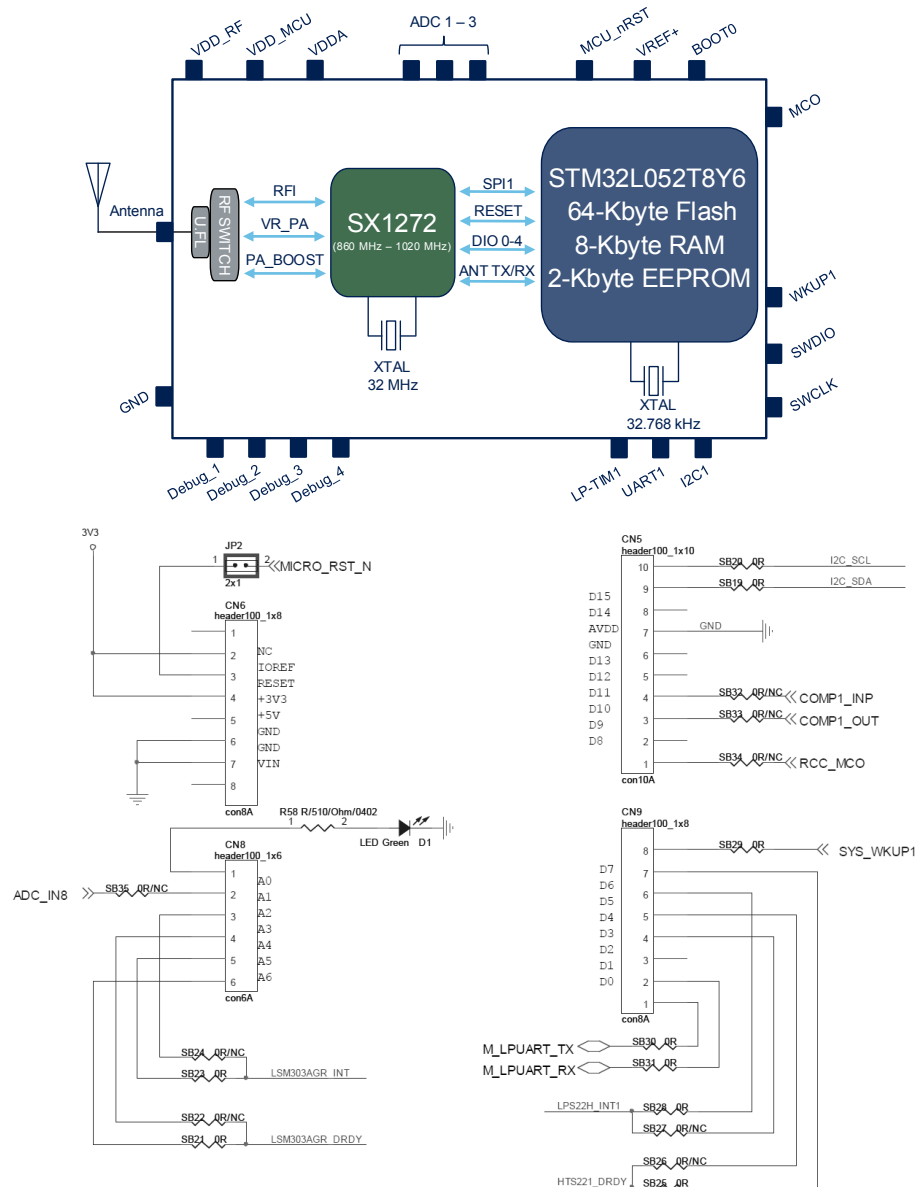 VDD_RF
VDD_MCU
VDDA
ADC 1 – 3
MCU_nRST
VREF+
BOOT0
MCO
Antenna
U.FL
RF SWITCH
RFI
VR_PA
PA_BOOST
SX1272
(860 MHz – 1020 MHz)
SPI1
RESET
DIO 0-4
ANT TX/RX
STM32L052T8Y6
64-Kbyte Flash
8-Kbyte RAM
2-Kbyte EEPROM
XTAL
32 MHz
XTAL
32.768 kHz
WKUP1
SWDIO
SWCLK
GND
Debug_1
Debug_2
Debug_3
Debug_4
LP-TIM1
UART1
I2C1
3V3
JP2
1
2
MICRO_RST_N
2x1
CN6
header100_1x8
1
2 NC
3 IOREF
RESET
4 +3V3
5 +5V
6 GND
GND
7 VIN
8
con8A
R58 R/510/Ohm/0402
1 2
LED Green D1
CN8
header100_1x6
1 A0
ADC_IN8 SB35 0R/NC 2 A1
3 A2
A3
4 A4
5 A5
6 A6
con6A
SB24 0R/NC
SB23 0R LSM303AGR_INT
SB22 0R/NC
SB21 0R LSM303AGR_DRDY
CN5
header100_1x10
10 SB20 0R I2C_SCL
9 SB19 0R I2C_SDA
D15
D14 8
AVDD 7 GND
GND
D13 6
D12 5
D11 4 SB32 0R/NC COMP1_INP
D10
D9 3 SB33 0R/NC COMP1_OUT
D8 2
1 SB34 0R/NC RCC_MCO
con10A
CN9
header100_1x8
8 SB29 0R SYS_WKUP1
D7 7
D6 6
D5
D4 5
D3 4
D2
D1 3
D0 2
1
con8A
M_LPUART_TX SB30 0R
M_LPUART_RX SB31 0R
LPS22H_INT1 SB28 0R
SB27 0R/NC
SB26 0R/NC
HTS221_DRDY SB25 0R